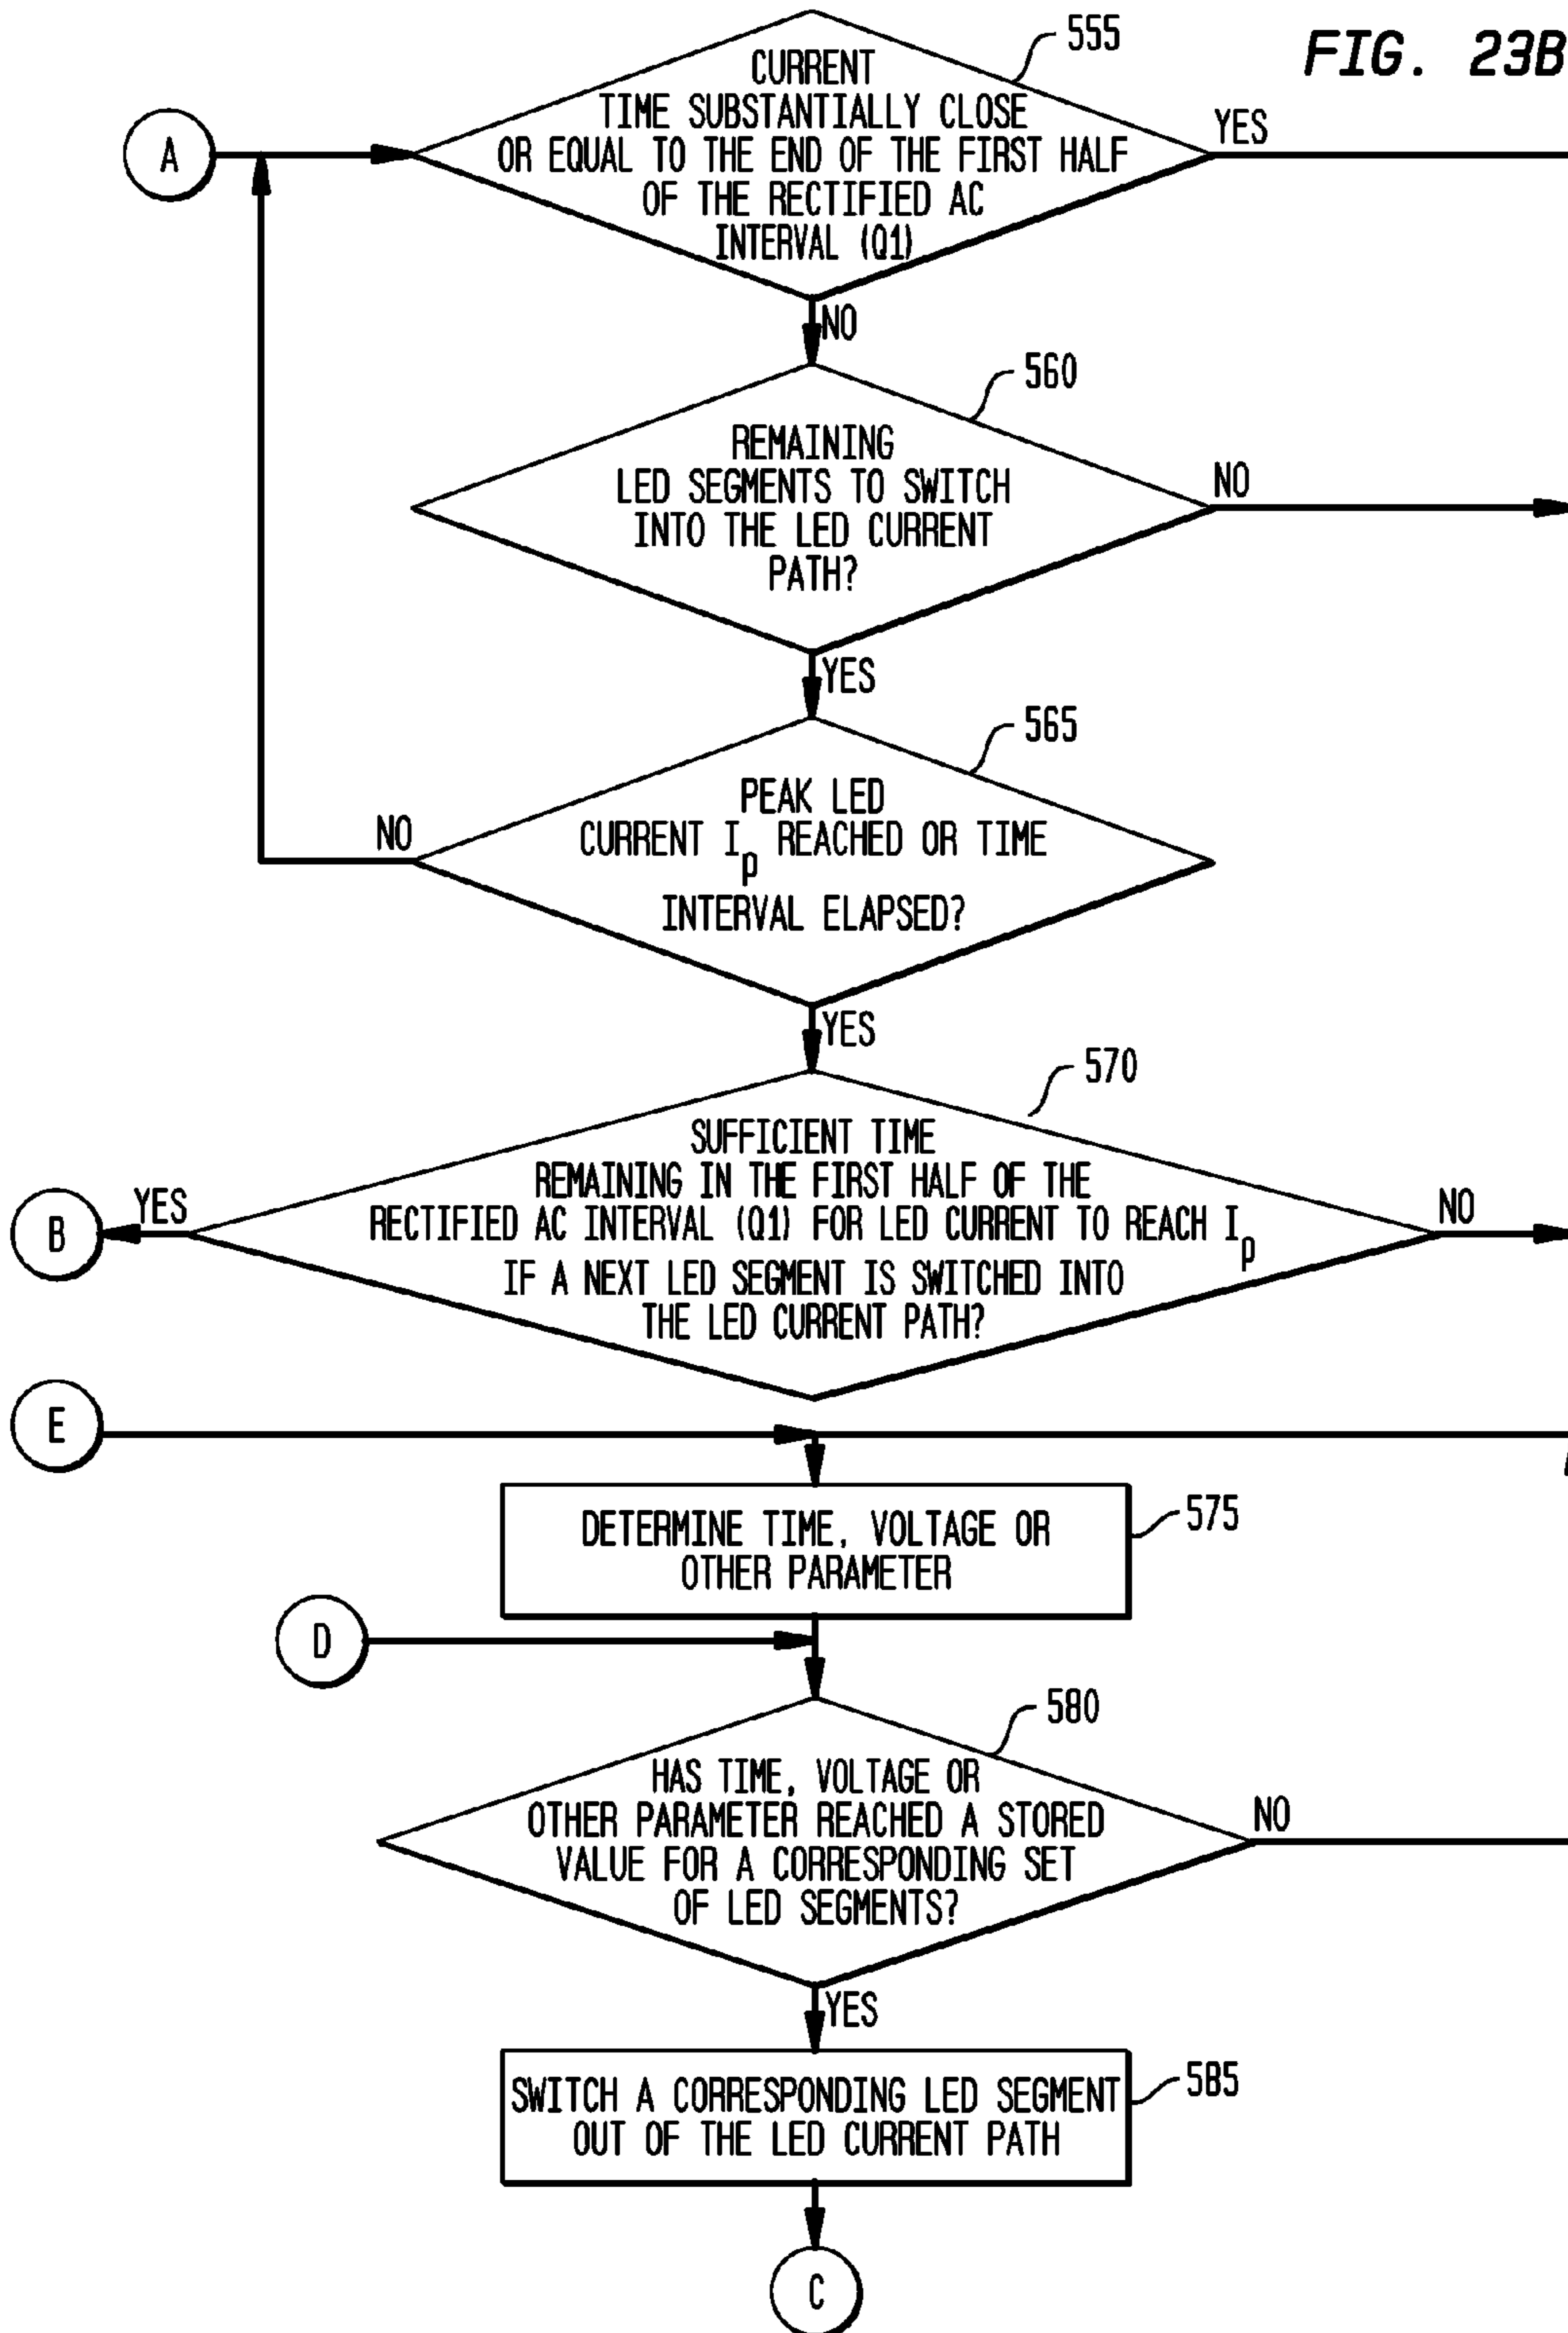 FIG. 23B
555
CURRENT
TIME SUBSTANTIALLY CLOSE
OR EQUAL TO THE END OF THE FIRST HALF
OF THE RECTIFIED AC
INTERVAL (Q1)
A
YES
NO
560
REMAINING
LED SEGMENTS TO SWITCH
INTO THE LED CURRENT
PATH?
NO
YES
565
PEAK LED
CURRENT Ip REACHED OR TIME
INTERVAL ELAPSED?
NO
YES
570
SUFFICIENT TIME
REMAINING IN THE FIRST HALF OF THE
RECTIFIED AC INTERVAL (Q1) FOR LED CURRENT TO REACH Ip
IF A NEXT LED SEGMENT IS SWITCHED INTO
THE LED CURRENT PATH?
YES
B
NO
E
575
DETERMINE TIME, VOLTAGE OR
OTHER PARAMETER
D
580
HAS TIME, VOLTAGE OR
OTHER PARAMETER REACHED A STORED
VALUE FOR A CORRESPONDING SET
OF LED SEGMENTS?
NO
YES
585
SWITCH A CORRESPONDING LED SEGMENT
OUT OF THE LED CURRENT PATH
C